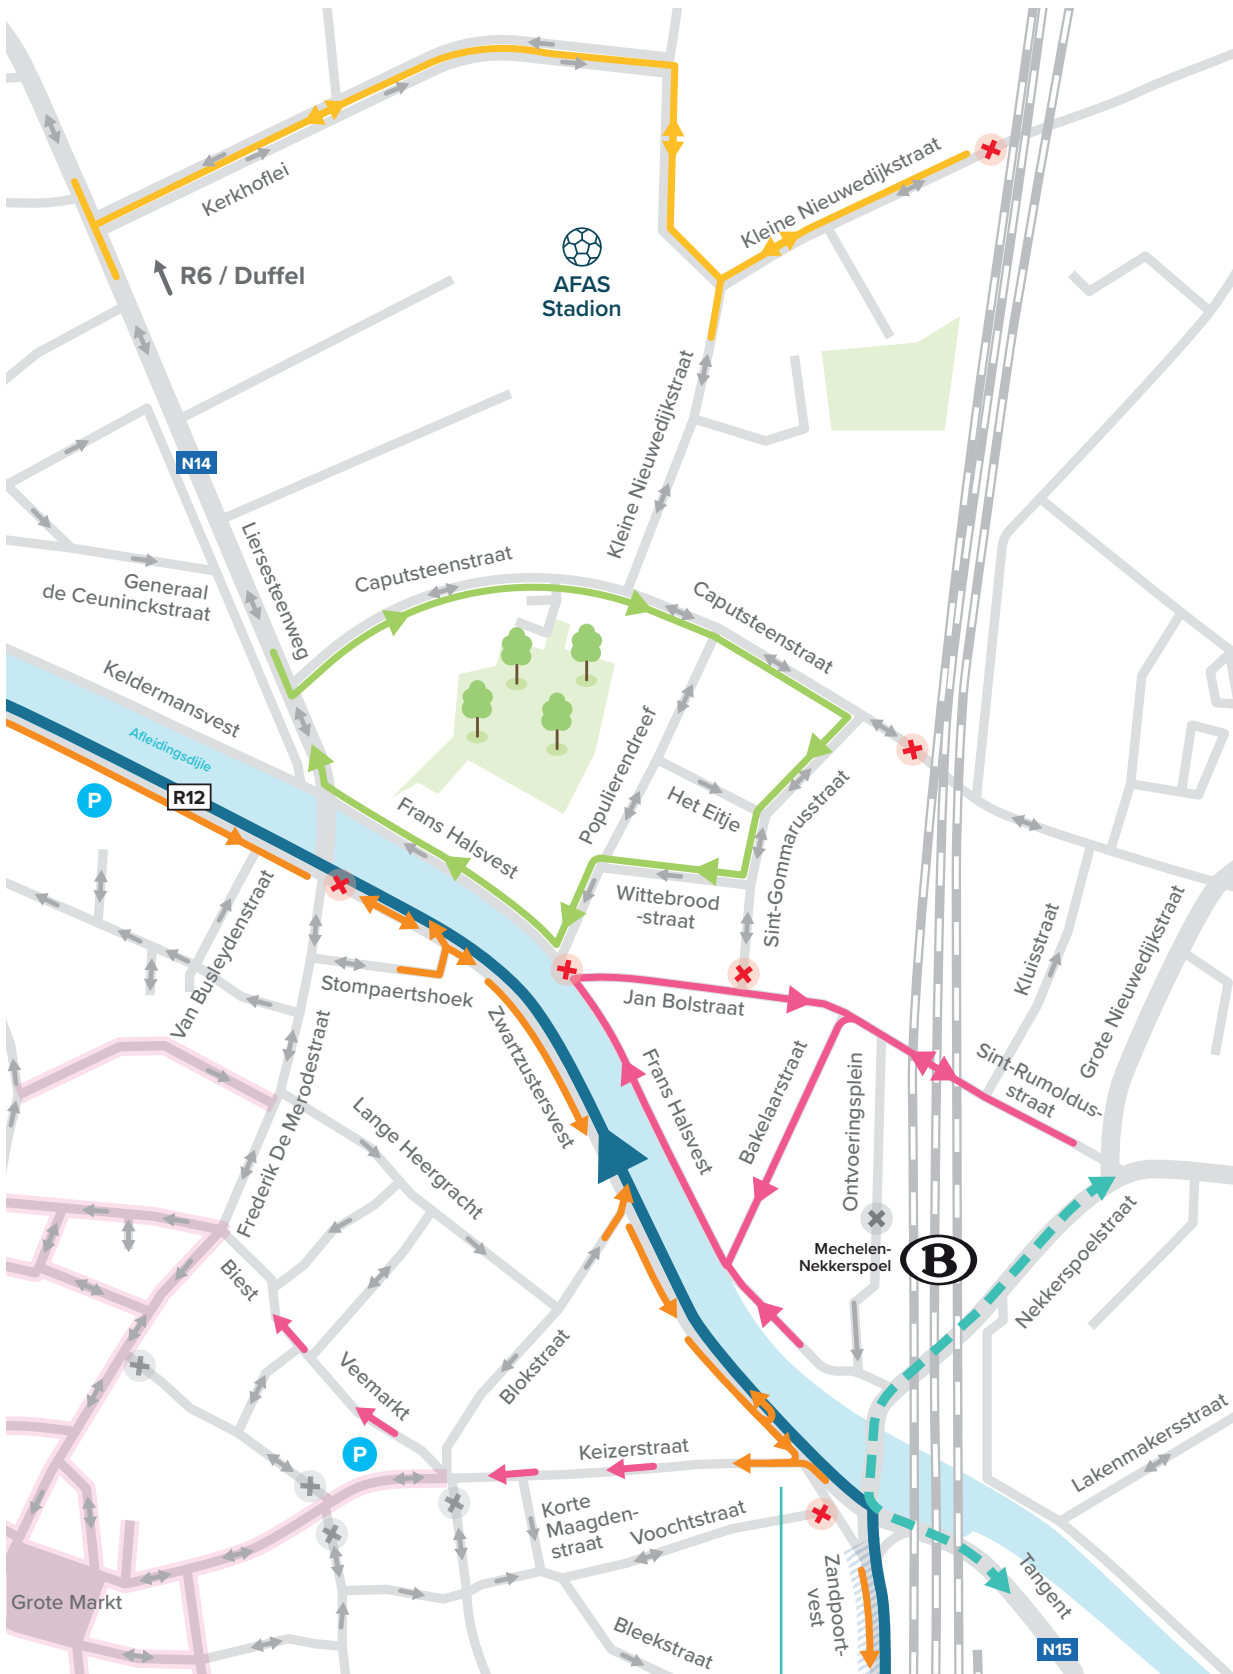 Kerkhoflei
R6 / Duffel
AFAS
Stadion
Kleine Nieuwedijkstraat
Kleine Nieuwedijkstraat
N14
Liersesteenweg
Generaal
de Ceuninckstraat
Caputsteenstraat
Caputsteenstraat
Keldermansvest
Afleidingsdijle
P
R12
Frans Halsvest
Populierendreef
Het Eitje
Sint-Gommarusstraat
Wittebrood
-straat
Van Busleydenstraat
Stompaertshoek
Jan Bolstraat
Kluisstraat
Grote Nieuwedijkstraat
Zwartzustersvest
Frans Halsvest
Bakelaarstraat
Ontvoeringsplein
Sint-Rumoldus-
straat
Frederik De Merodestraat
Lange Heergracht
Biest
Mechelen-
Nekkerspoel
B
Nekkerspoelstraat
Veemarkt
Blokstraat
P
Keizerstraat
Lakenmakersstraat
Korte
Maagden-
straat
Voochtstraat
Zandpoort-
vest
Tangent
Grote Markt
Bleekstraat
N15